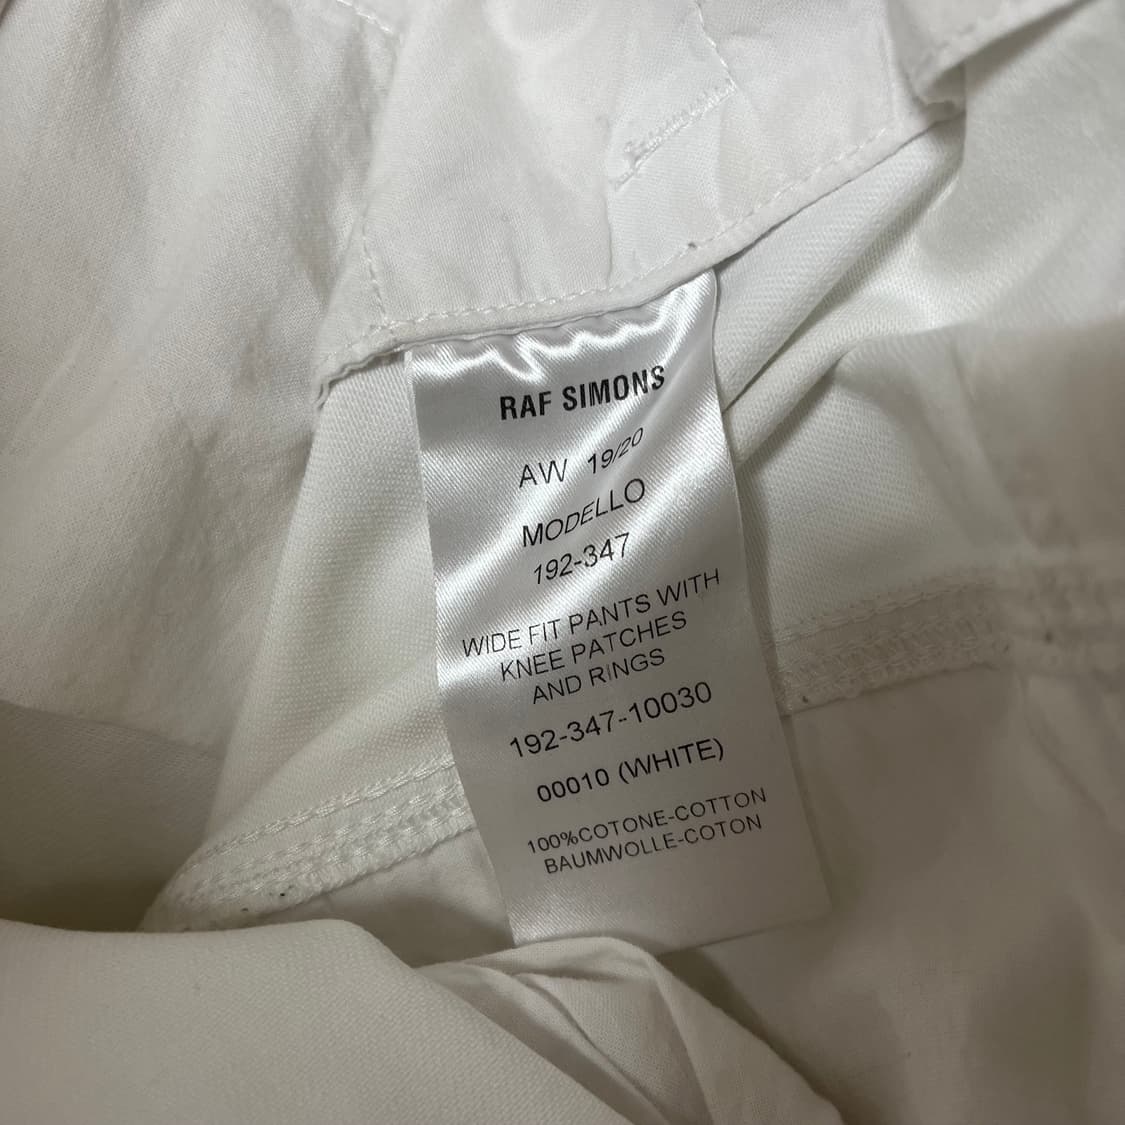 RAF SIMONS
AW 19/20
MODELLO
192-347
WIDE FIT PANTS WITH
KNEE PATCHES
AND RINGS
192-347-10030
00010 (WHITE)
100%COTONE-COTTON
BAUMWOLLE-COTON